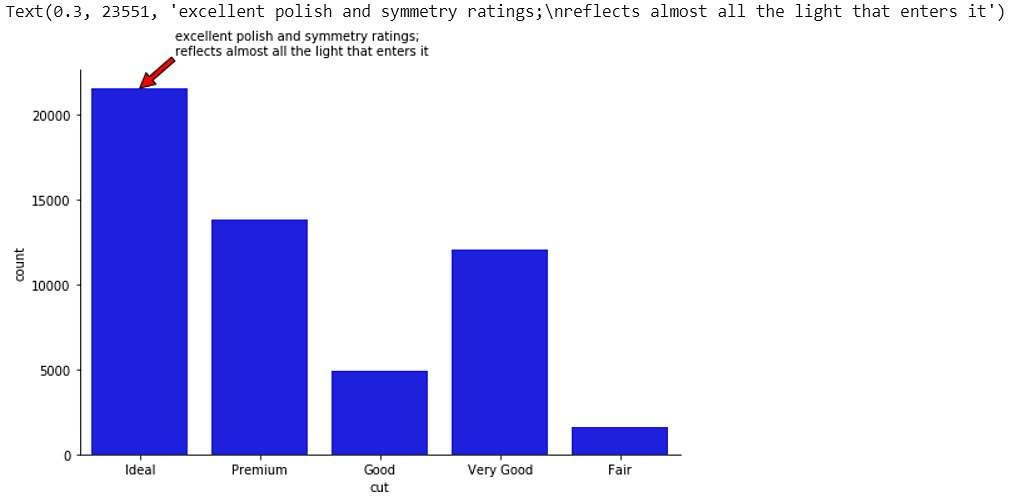 Text(0.3, 23551, 'excellent polish and symmetry ratings;\nreflects almost all the light that enters it')
excellent polish and symmetry ratings;
reflects almost all the light that enters it
20000
15000
10000
5000
0
count
Ideal Premium Good Very Good Fair
cut